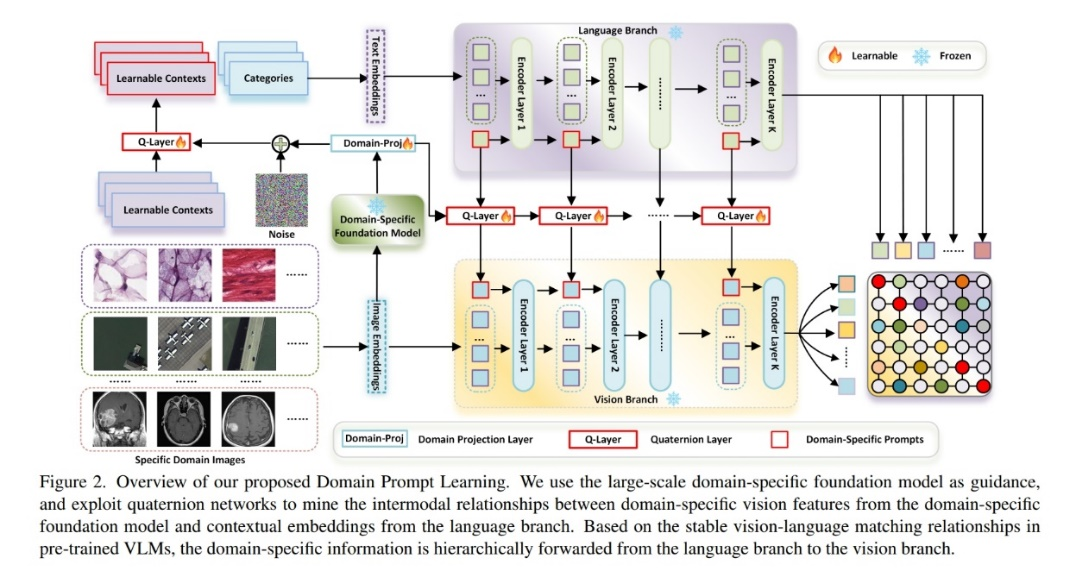 Language Branch
Learnable
Frozen
Learnable Contexts
Categories
Text Embeddings
Encoder Layer 1
Encoder Layer 2
Encoder Layer K
...
...
...
........
Q-Layer
Domain-Proj
Learnable Contexts
Noise
Domain-Specific
Foundation Model
Q-Layer
Q-Layer
......
Q-Layer
......
......
......
......
......
......
Image Embeddings
...
...
...
Encoder Layer 1
Encoder Layer 2
........
Encoder Layer K
Vision Branch
......
......
Specific Domain Images
Domain-Proj
Domain Projection Layer
Q-Layer
Quaternion Layer
Domain-Specific Prompts
Figure 2. Overview of our proposed Domain Prompt Learning. We use the large-scale domain-specific foundation model as guidance,
and exploit quaternion networks to mine the intermodal relationships between domain-specific vision features from the domain-specific
foundation model and contextual embeddings from the language branch. Based on the stable vision-language matching relationships in
pre-trained VLMs, the domain-specific information is hierarchically forwarded from the language branch to the vision branch.